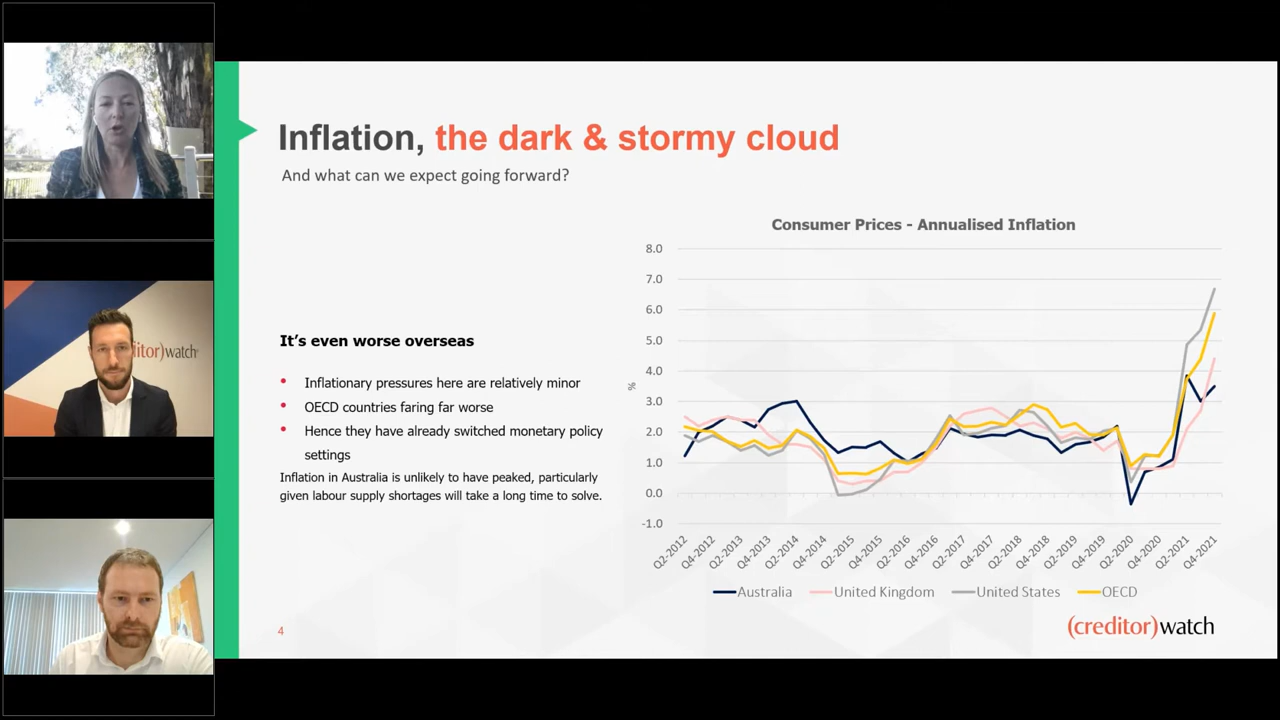 Inflation, the dark & stormy cloud
And what can we expect going forward?
Consumer Prices - Annualised Inflation
It's even worse overseas
• Inflationary pressures here are relatively minor
• OECD countries faring far worse
• Hence they have already switched monetary policy
settings
Inflation in Australia is unlikely to have peaked, particularly
given labour supply shortages will take a long time to solve.
8.0
7.0
6.0
5.0
4.0
3.0
2.0
1.0
0.0
-1.0
%
Q2-2012
Q4-2012
Q2-2013
Q4-2013
Q2-2014
Q4-2014
Q2-2015
Q4-2015
Q2-2016
Q4-2016
Q2-2017
Q4-2017
Q2-2018
Q4-2018
Q2-2019
Q4-2019
Q2-2020
Q4-2020
Q2-2021
Q4-2021
Australia United Kingdom United States OECD
4
(creditor)watch
itor)watch